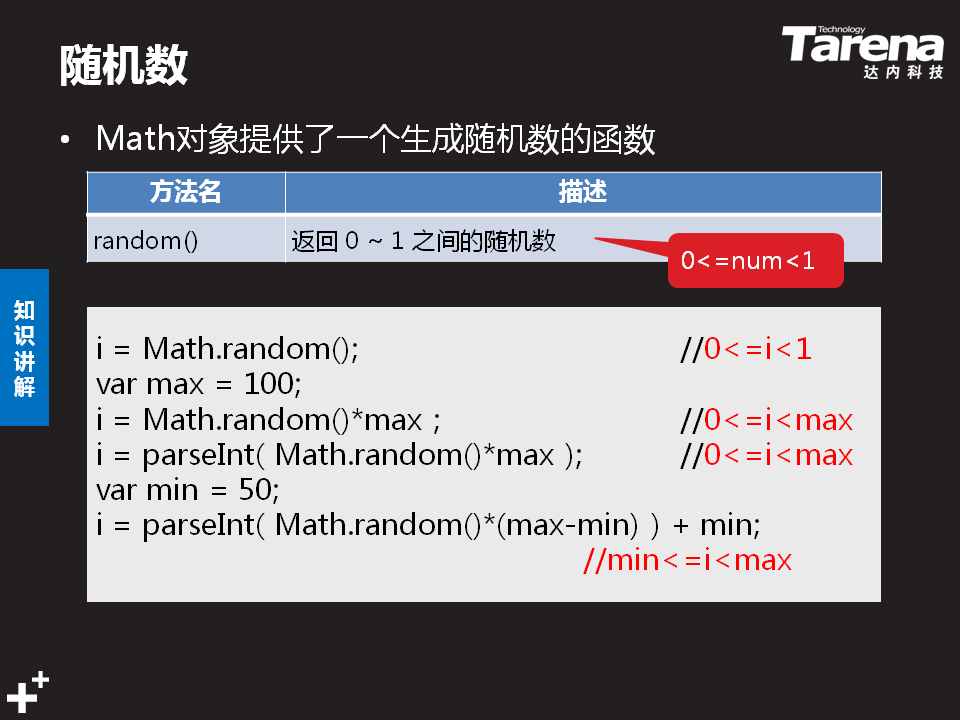 随机数
Technology
Tarena
达内科技
• Math对象提供了一个生成随机数的函数
方法名 描述
random() 返回 0 ~ 1 之间的随机数
0<=num<1
知识讲解
i = Math.random(); //0<=i<1
var max = 100;
i = Math.random()*max ; //0<=i<max
i = parseInt( Math.random()*max ); //0<=i<max
var min = 50;
i = parseInt( Math.random()*(max-min) ) + min;
//min<=i<max